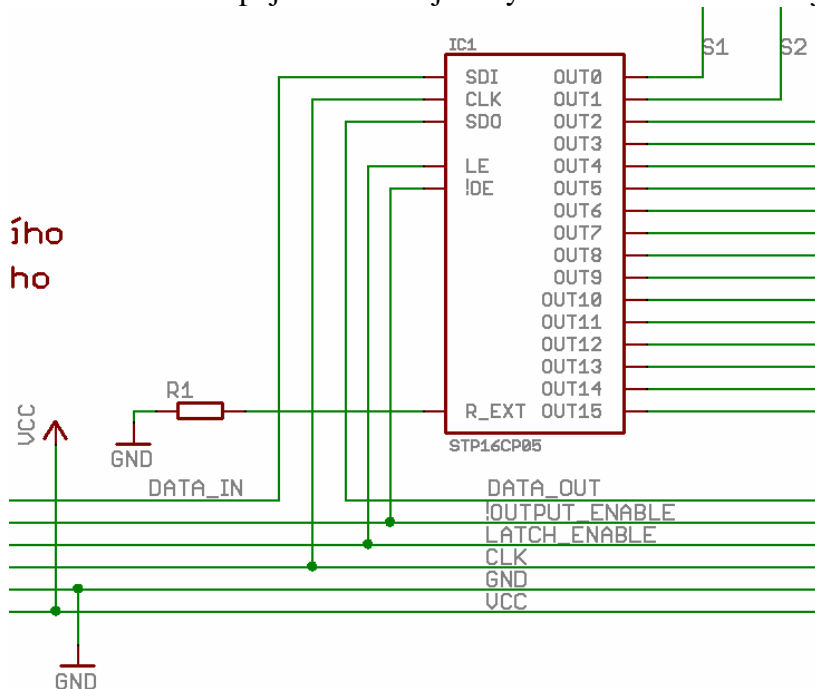 IC1
S1 S2
SDI OUT0
CLK OUT1
SDO OUT2
OUT3
LE OUT4
!OE OUT5
OUT6
OUT7
OUT8
OUT9
OUT10
OUT11
OUT12
OUT13
OUT14
R_EXT OUT15
STP16CP05
ího
ho
R1
VCC
GND
DATA_IN DATA_OUT
!OUTPUT_ENABLE
LATCH_ENABLE
CLK
GND
VCC
GND